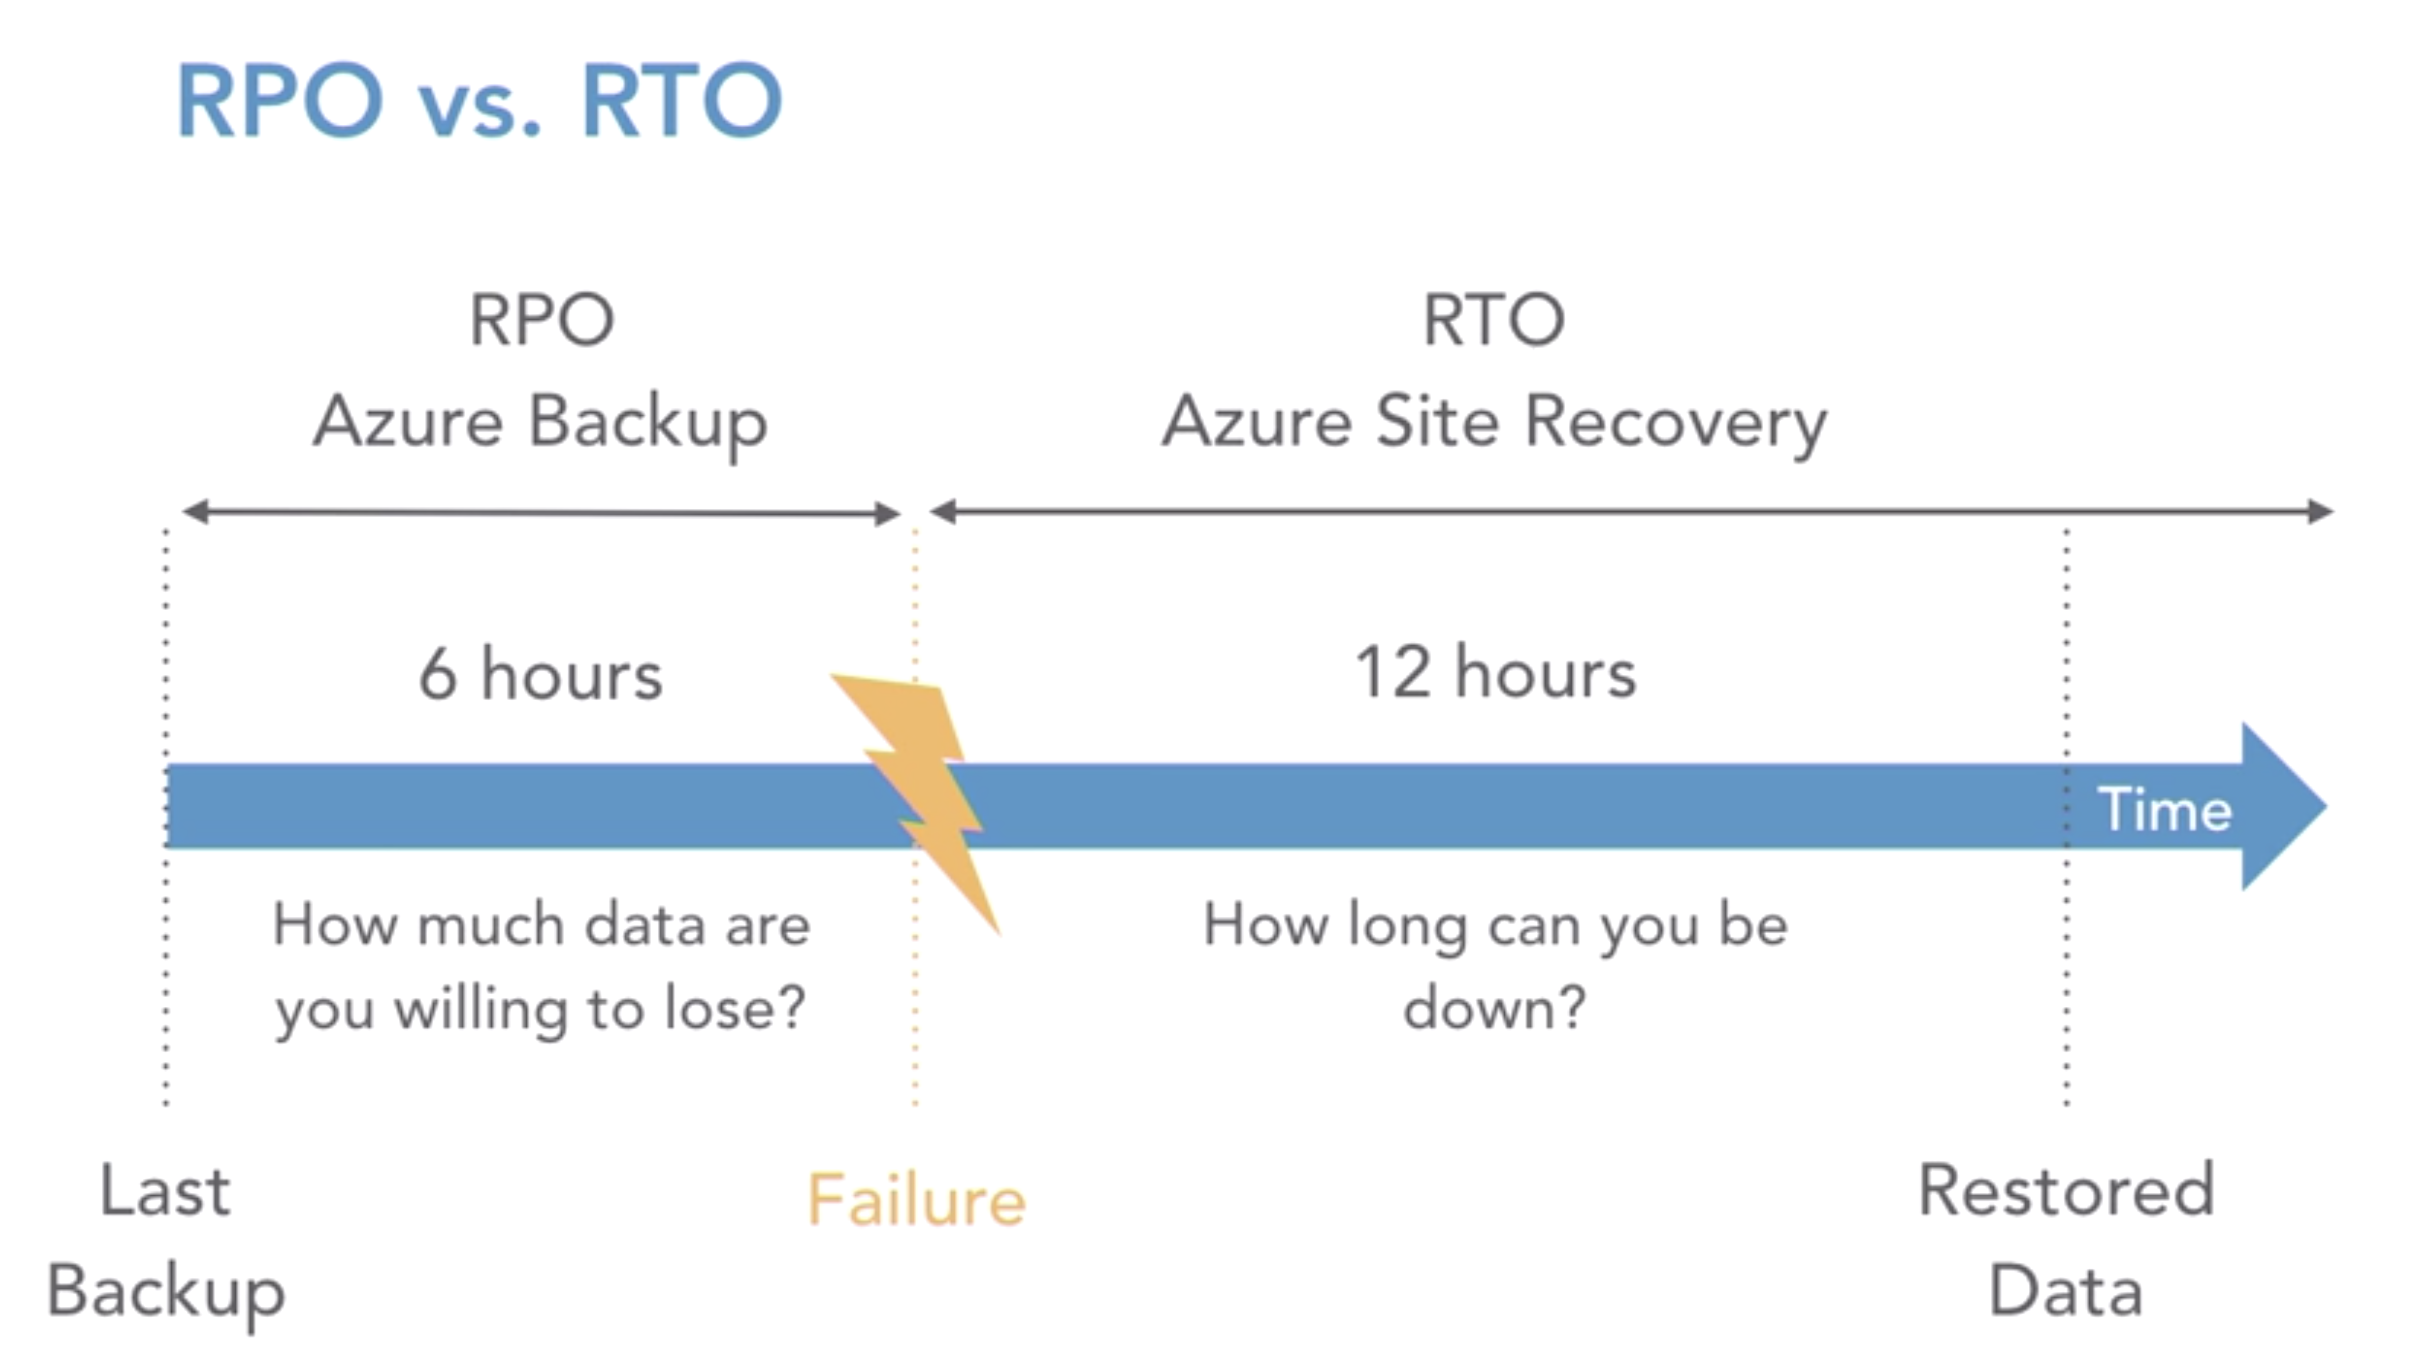 RPO vs. RTO
RPO
Azure Backup
RTO
Azure Site Recovery
6 hours
12 hours
Time
How much data are
you willing to lose?
How long can you be
down?
Last
Backup
Failure
Restored
Data